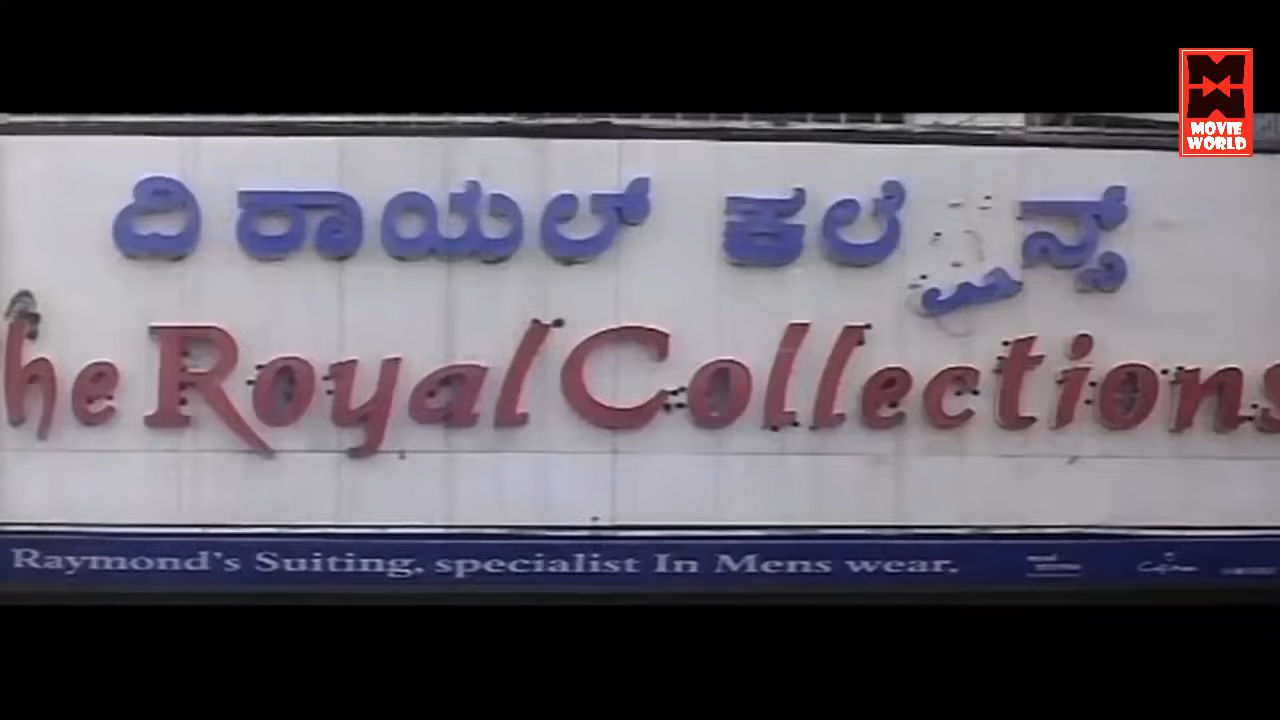 MOVIE
WORLD
ದಿ ರಾಯಲ್
he Royal Collections
Raymond's Suiting, specialist In Mens wear.